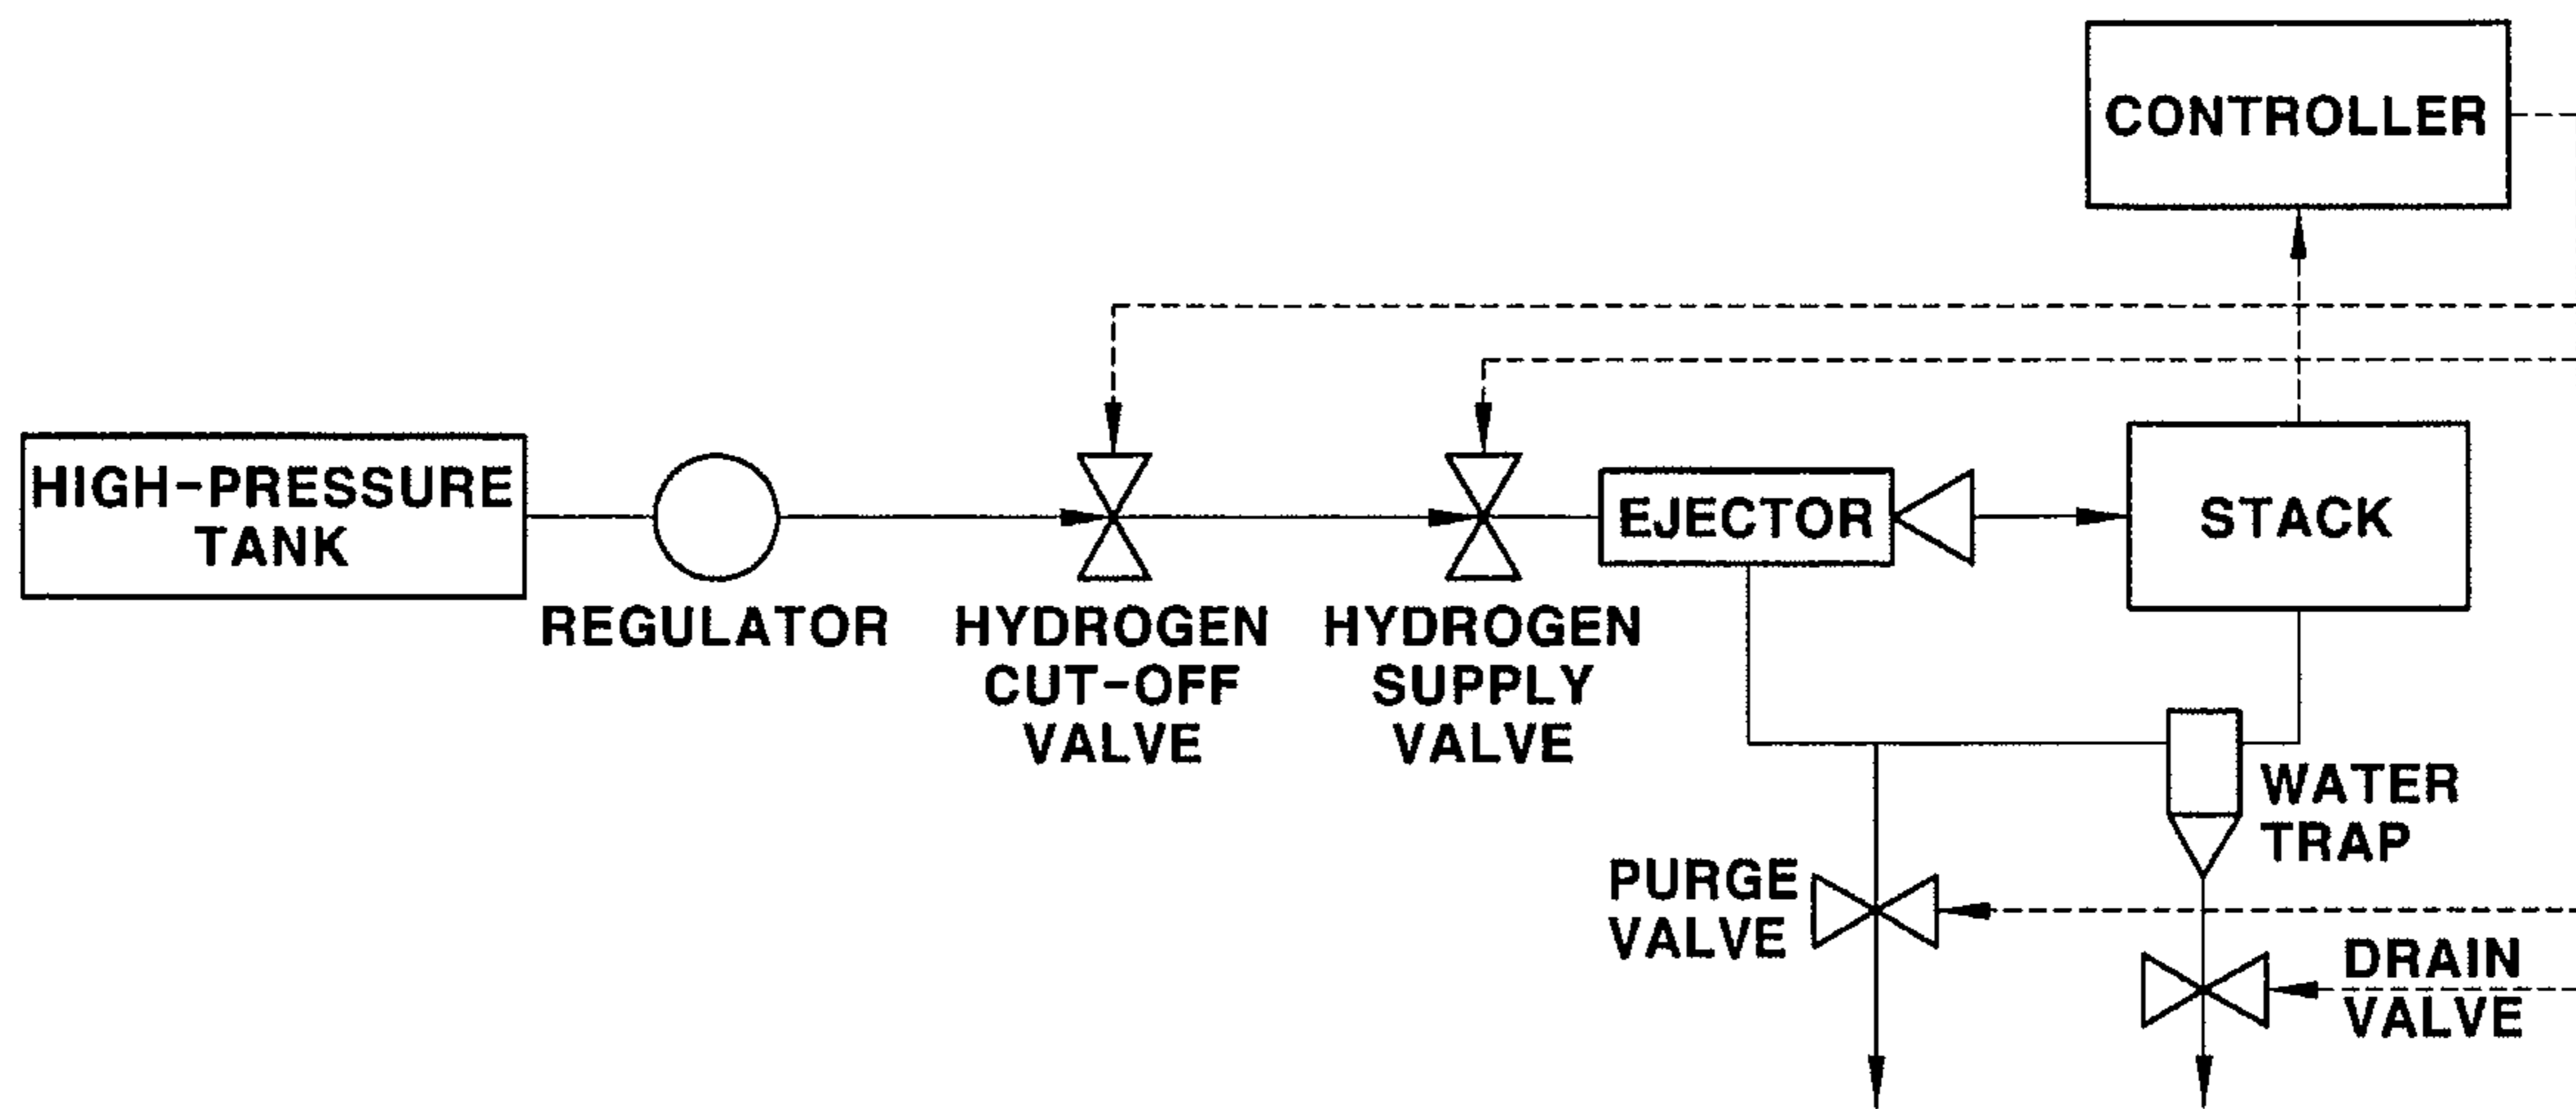 CONTROLLER
HIGH-PRESSURE
TANK
REGULATOR
HYDROGEN
CUT-OFF
VALVE
HYDROGEN
SUPPLY
VALVE
EJECTOR
STACK
WATER
TRAP
PURGE
VALVE
DRAIN
VALVE